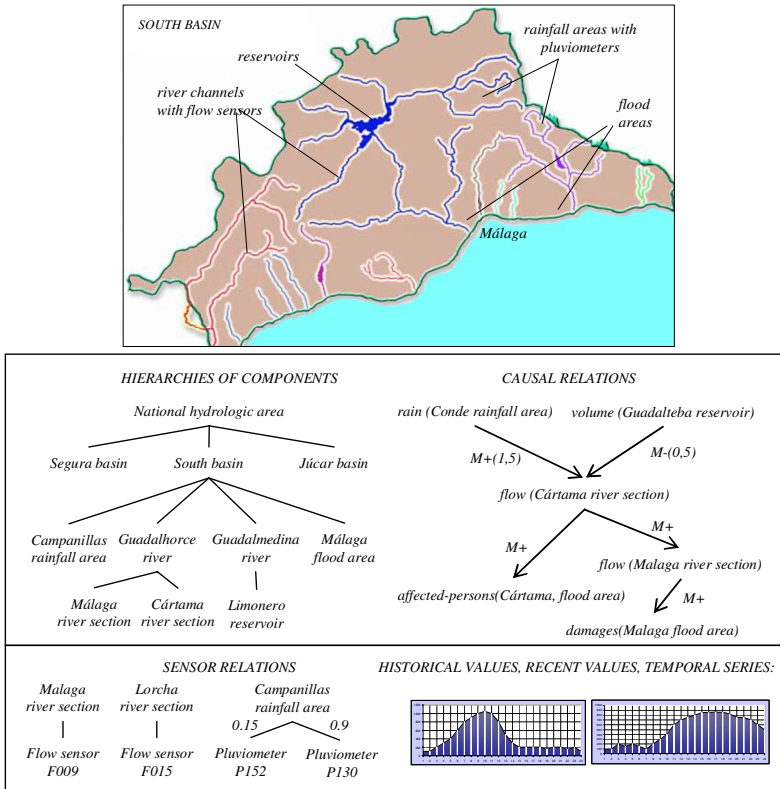 SOUTH BASIN
reservoirs
rainfall areas with
pluviometers
river channels
with flow sensors
flood
areas
Málaga
HIERARCHIES OF COMPONENTS
National hydrologic area
Segura basin
South basin
Júcar basin
Campanillas
rainfall area
Guadalhorce
river
Guadalmedina
river
Málaga
flood area
Málaga
river section
Cártama
river section
Limonero
reservoir
CAUSAL RELATIONS
rain (Conde rainfall area)
volume (Guadalteba reservoir)
M+(1,5)
M-(0,5)
flow (Cártama river section)
M+
M+
flow (Malaga river section)
affected-persons(Cártama, flood area)
M+
damages(Malaga flood area)
SENSOR RELATIONS
Malaga
river section
Lorcha
river section
Campanillas
rainfall area
0.15
0.9
Flow sensor
F009
Flow sensor
F015
Pluviometer
P152
Pluviometer
P130
HISTORICAL VALUES, RECENT VALUES, TEMPORAL SERIES: